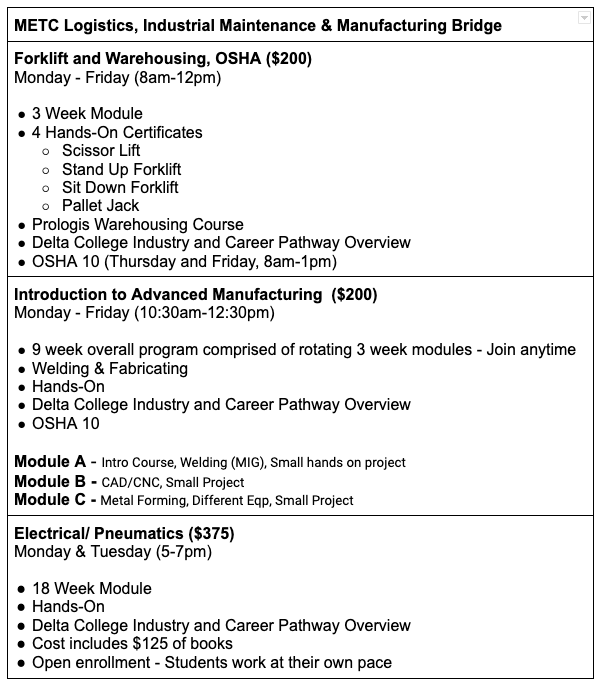 METC Logistics, Industrial Maintenance & Manufacturing Bridge
Forklift and Warehousing, OSHA ($200)
Monday - Friday (8am-12pm)
● 3 Week Module
● 4 Hands-On Certificates
○ Scissor Lift
○ Stand Up Forklift
○ Sit Down Forklift
○ Pallet Jack
● Prologis Warehousing Course
● Delta College Industry and Career Pathway Overview
● OSHA 10 (Thursday and Friday, 8am-1pm)
Introduction to Advanced Manufacturing ($200)
Monday - Friday (10:30am-12:30pm)
● 9 week overall program comprised of rotating 3 week modules - Join anytime
● Welding & Fabricating
● Hands-On
● Delta College Industry and Career Pathway Overview
● OSHA 10
Module A - Intro Course, Welding (MIG), Small hands on project
Module B - CAD/CNC, Small Project
Module C - Metal Forming, Different Eqp, Small Project
Electrical/ Pneumatics ($375)
Monday & Tuesday (5-7pm)
● 18 Week Module
● Hands-On
● Delta College Industry and Career Pathway Overview
● Cost includes $125 of books
● Open enrollment - Students work at their own pace